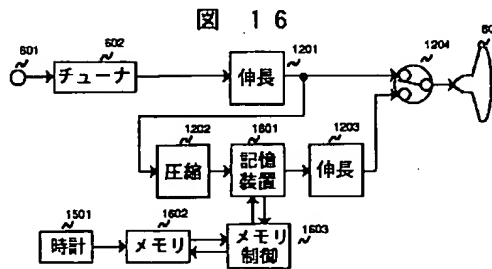 図 16
601
602
チューナ
1201
伸長
1204
60
1202
圧縮
1601
記憶
装置
1203
伸長
1501
時計
1602
メモリ
メモリ
制御
1603